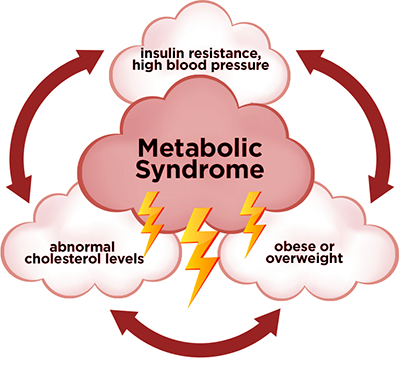 insulin resistance,
high blood pressure
Metabolic
Syndrome
abnormal
cholesterol levels
obese or
overweight